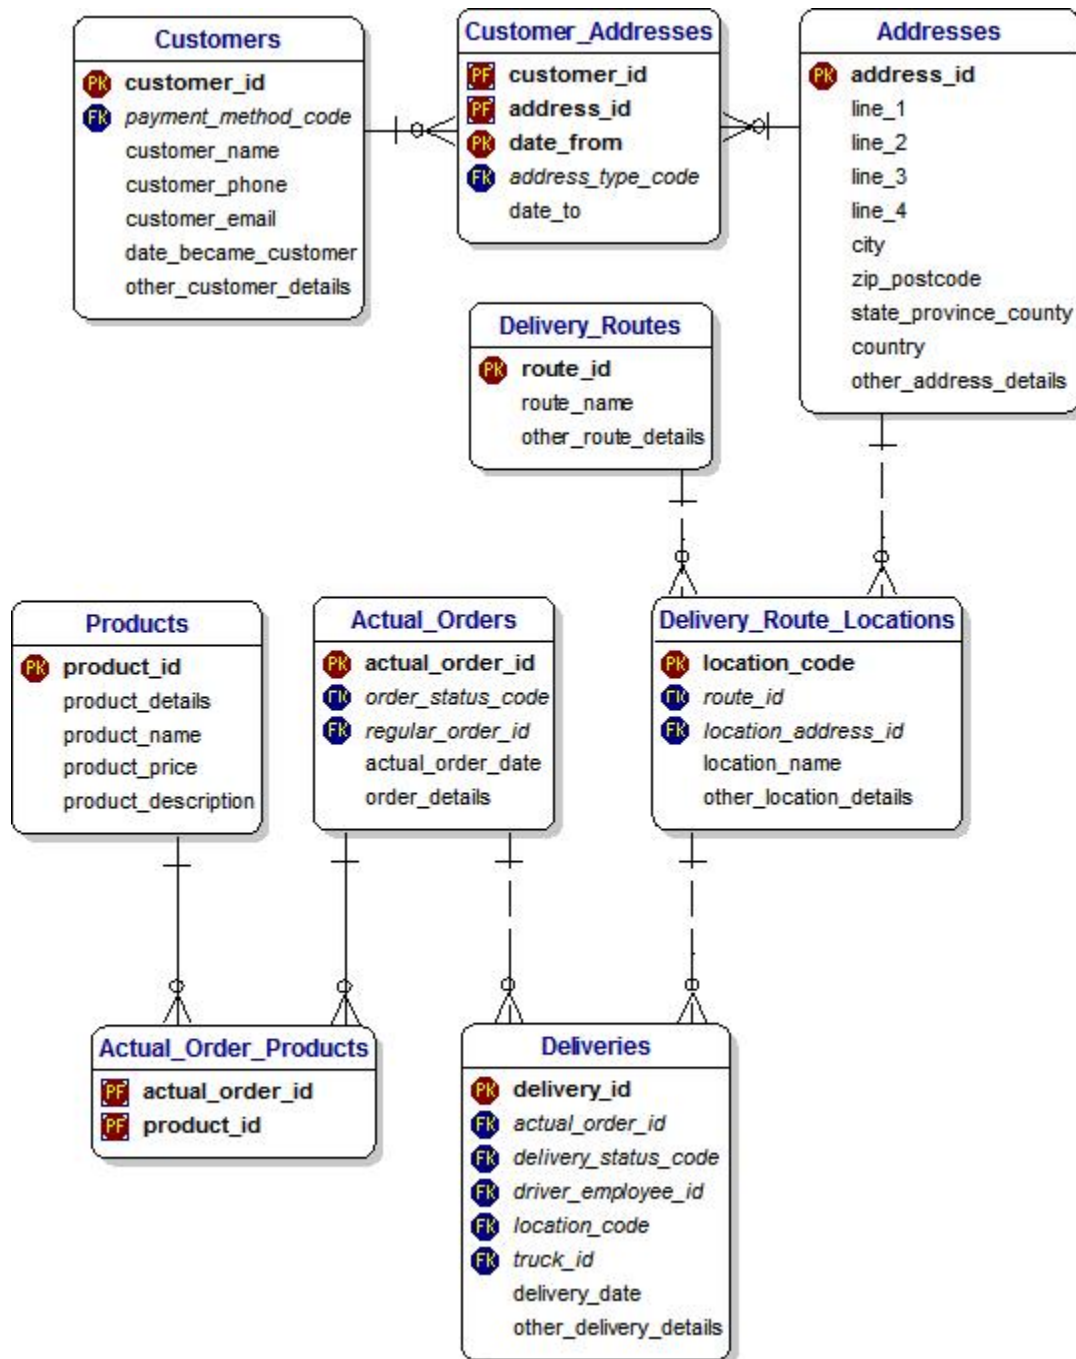 Customers
PK customer_id
FK payment_method_code
customer_name
customer_phone
customer_email
date_became_customer
other_customer_details
Customer_Addresses
PF customer_id
PF address_id
PK date_from
FK address_type_code
date_to
Addresses
PK address_id
line_1
line_2
line_3
line_4
city
zip_postcode
state_province_county
country
other_address_details
Delivery_Routes
PK route_id
route_name
other_route_details
Products
PK product_id
product_details
product_name
product_price
product_description
Actual_Orders
PK actual_order_id
FK order_status_code
FK regular_order_id
actual_order_date
order_details
Delivery_Route_Locations
PK location_code
FK route_id
FK location_address_id
location_name
other_location_details
Actual_Order_Products
PF actual_order_id
PF product_id
Deliveries
PK delivery_id
FK actual_order_id
FK delivery_status_code
FK driver_employee_id
FK location_code
FK truck_id
delivery_date
other_delivery_details